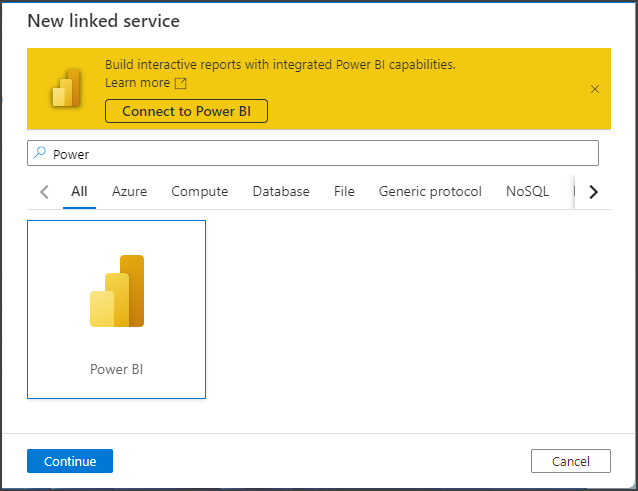 New linked service
Build interactive reports with integrated Power BI capabilities.
Learn more
Connect to Power BI
Power
All Azure Compute Database File Generic protocol NoSQL
Power BI
Continue Cancel